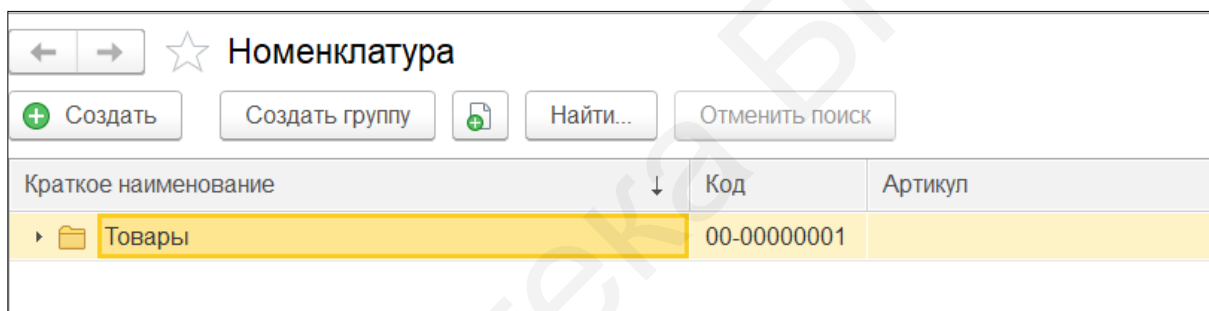 Номенклатура
Создать Создать группу Найти... Отменить поиск
Краткое наименование ↓ Код Артикул
Товары 00-00000001